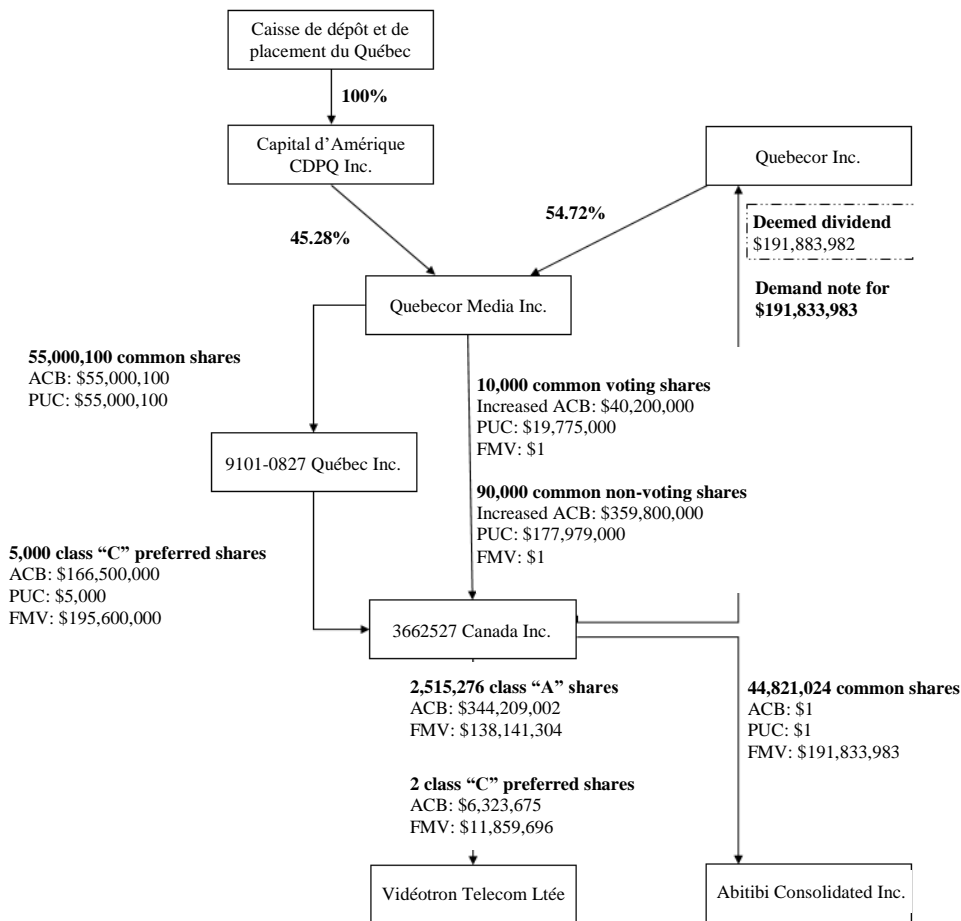 Caisse de dépôt et de
placement du Québec
100%
Capital d’Amérique
CDPQ Inc.
Quebecor Inc.
54.72%
45.28%
Deemed dividend
$191,883,982
Demand note for
$191,833,983
Quebecor Media Inc.
55,000,100 common shares
ACB: $55,000,100
PUC: $55,000,100
10,000 common voting shares
Increased ACB: $40,200,000
PUC: $19,775,000
FMV: $1
9101-0827 Québec Inc.
90,000 common non-voting shares
Increased ACB: $359,800,000
PUC: $177,979,000
FMV: $1
5,000 class “C” preferred shares
ACB: $166,500,000
PUC: $5,000
FMV: $195,600,000
3662527 Canada Inc.
2,515,276 class “A” shares
ACB: $344,209,002
FMV: $138,141,304
44,821,024 common shares
ACB: $1
PUC: $1
FMV: $191,833,983
2 class “C” preferred shares
ACB: $6,323,675
FMV: $11,859,696
Vidéotron Telecom Ltée
Abitibi Consolidated Inc.